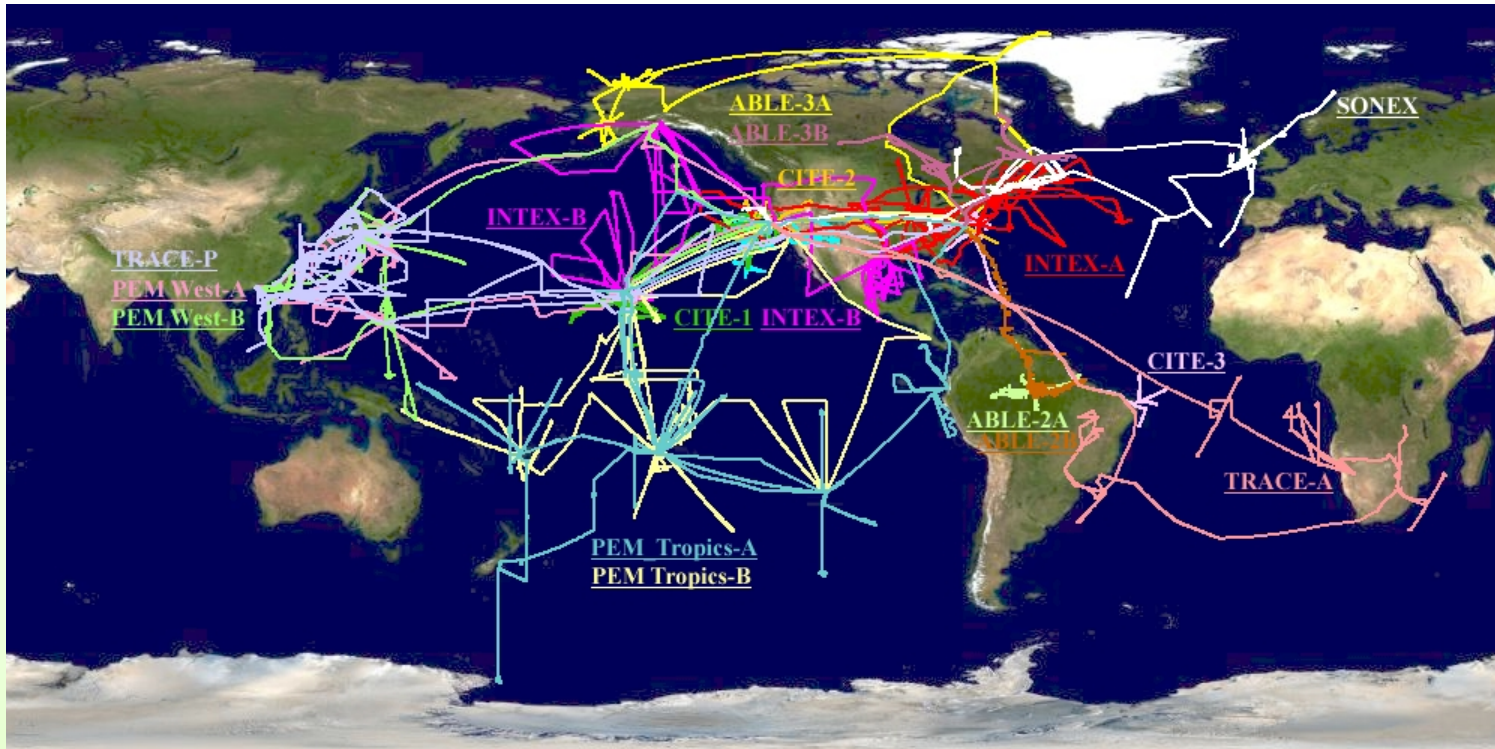 SONEX
ABLE-3A
ABLE-3B
CITE-2
INTEX-B
TRACE-P
PEM West-A
PEM West-B
INTEX-A
CITE-1
INTEX-B
CITE-3
ABLE-2A
ABLE-2B
TRACE-A
PEM Tropics-A
PEM Tropics-B